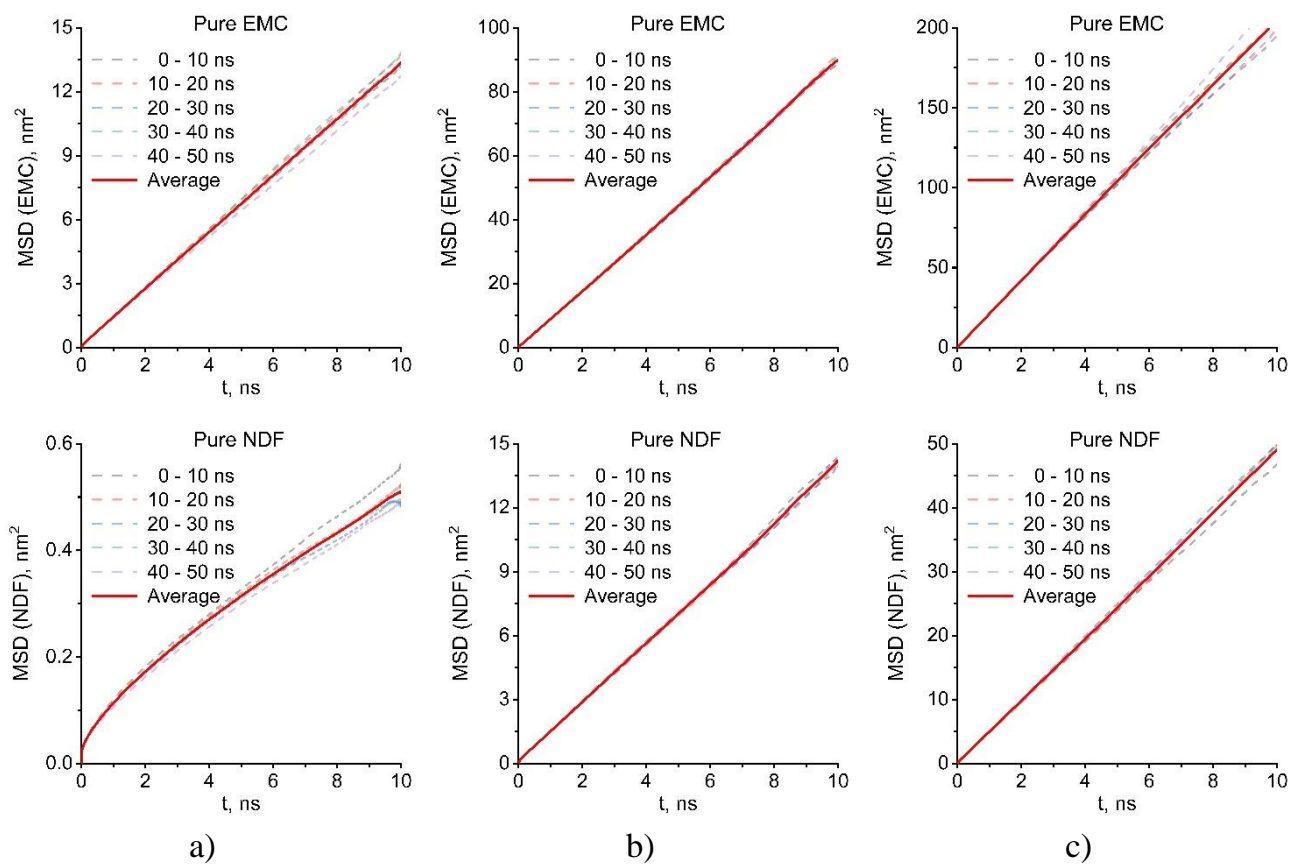 Pure EMC
15
12
9
6
3
0
MSD (EMC), nm²
0 - 10 ns
10 - 20 ns
20 - 30 ns
30 - 40 ns
40 - 50 ns
Average
0 2 4 6 8 10
t, ns
Pure EMC
100
80
60
40
20
0
MSD (EMC), nm²
0 - 10 ns
10 - 20 ns
20 - 30 ns
30 - 40 ns
40 - 50 ns
Average
0 2 4 6 8 10
t, ns
Pure EMC
200
150
100
50
0
MSD (EMC), nm²
0 - 10 ns
10 - 20 ns
20 - 30 ns
30 - 40 ns
40 - 50 ns
Average
0 2 4 6 8 10
t, ns
Pure NDF
0.6
0.4
0.2
0.0
MSD (NDF), nm²
0 - 10 ns
10 - 20 ns
20 - 30 ns
30 - 40 ns
40 - 50 ns
Average
0 2 4 6 8 10
t, ns
a)
Pure NDF
15
12
9
6
3
0
MSD (NDF), nm²
0 - 10 ns
10 - 20 ns
20 - 30 ns
30 - 40 ns
40 - 50 ns
Average
0 2 4 6 8 10
t, ns
b)
Pure NDF
50
40
30
20
10
0
MSD (NDF), nm²
0 - 10 ns
10 - 20 ns
20 - 30 ns
30 - 40 ns
40 - 50 ns
Average
0 2 4 6 8 10
t, ns
c)